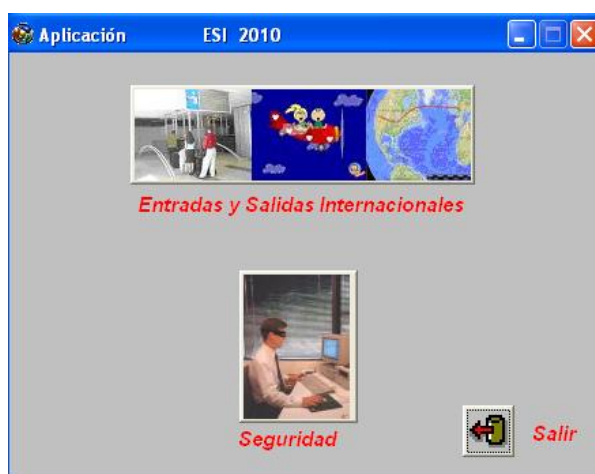 Aplicación ESI 2010
Entradas y Salidas Internacionales
Seguridad
Salir